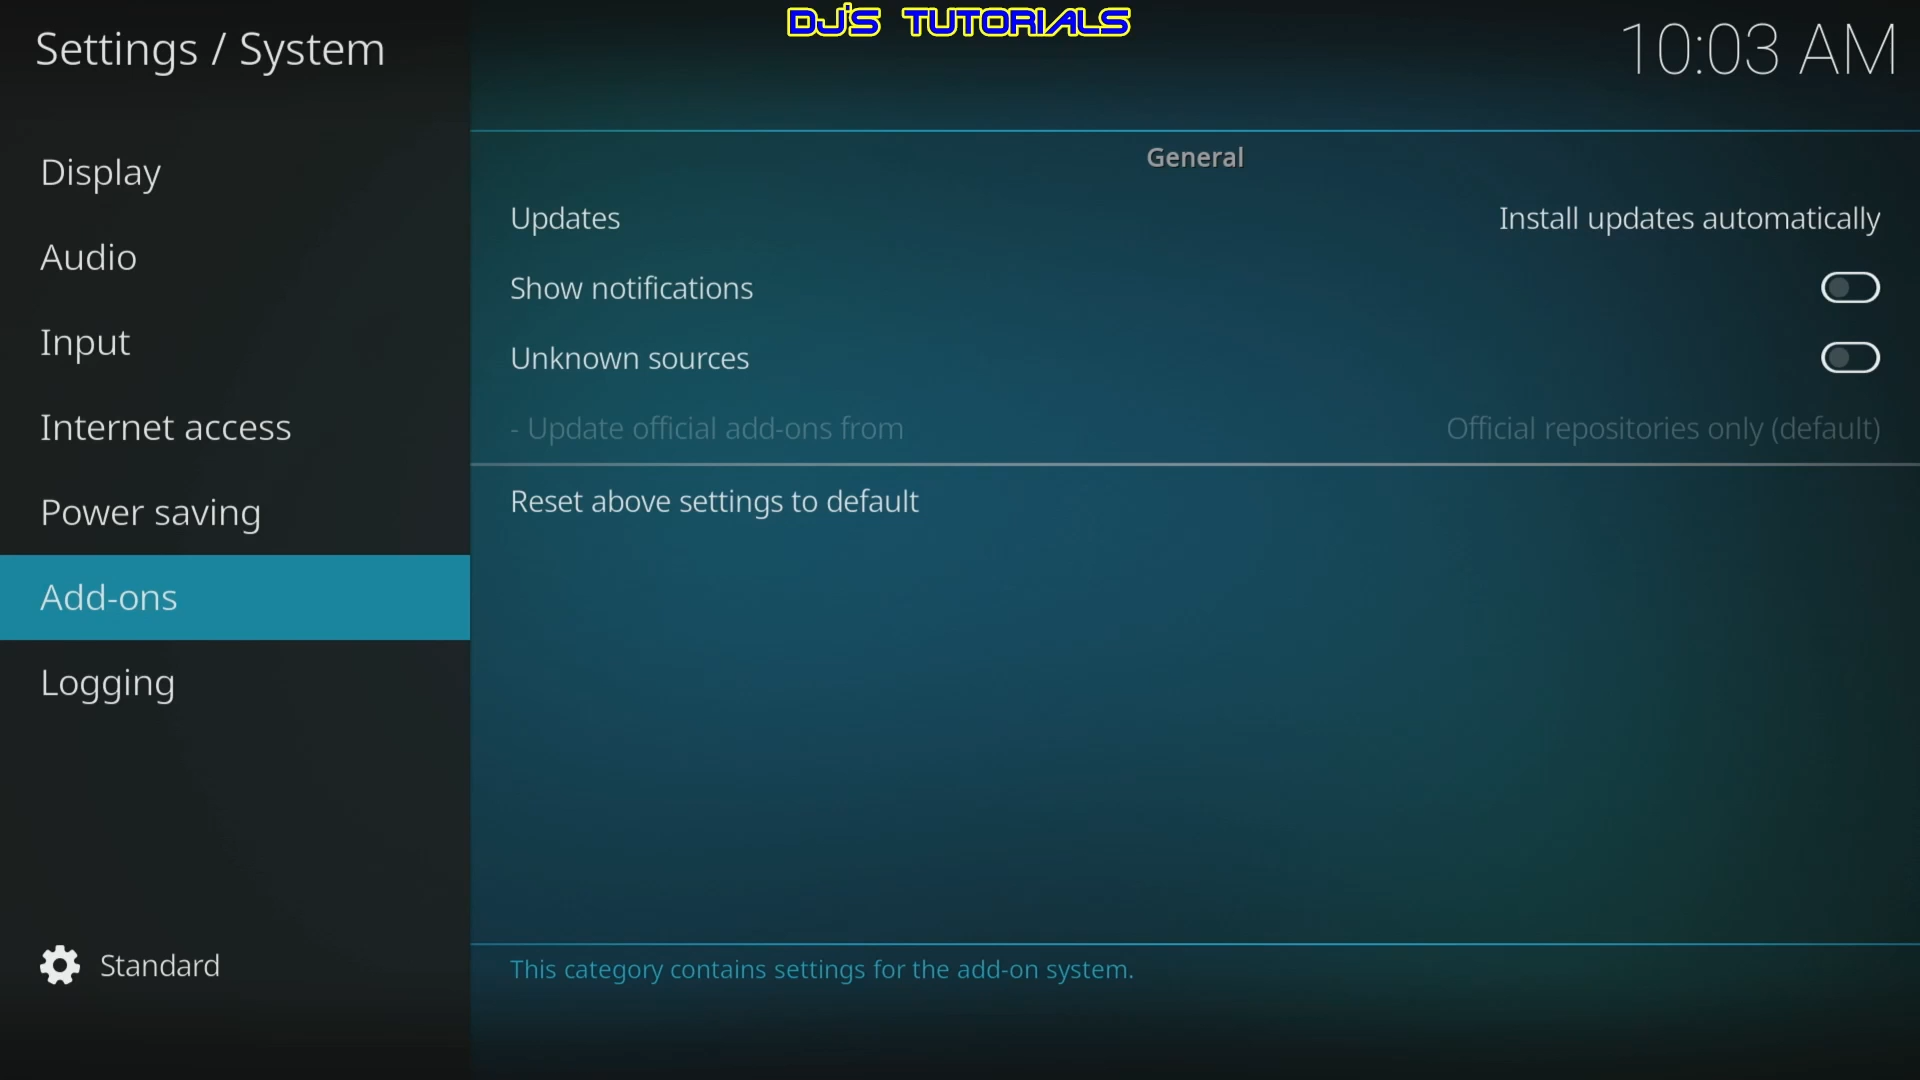 DJ'S TUTORIALS
Settings / System
10:03 AM
Display
Audio
Input
Internet access
Power saving
Add-ons
Logging
Standard
General
Updates Install updates automatically
Show notifications
Unknown sources
- Update official add-ons from Official repositories only (default)
Reset above settings to default
This category contains settings for the add-on system.